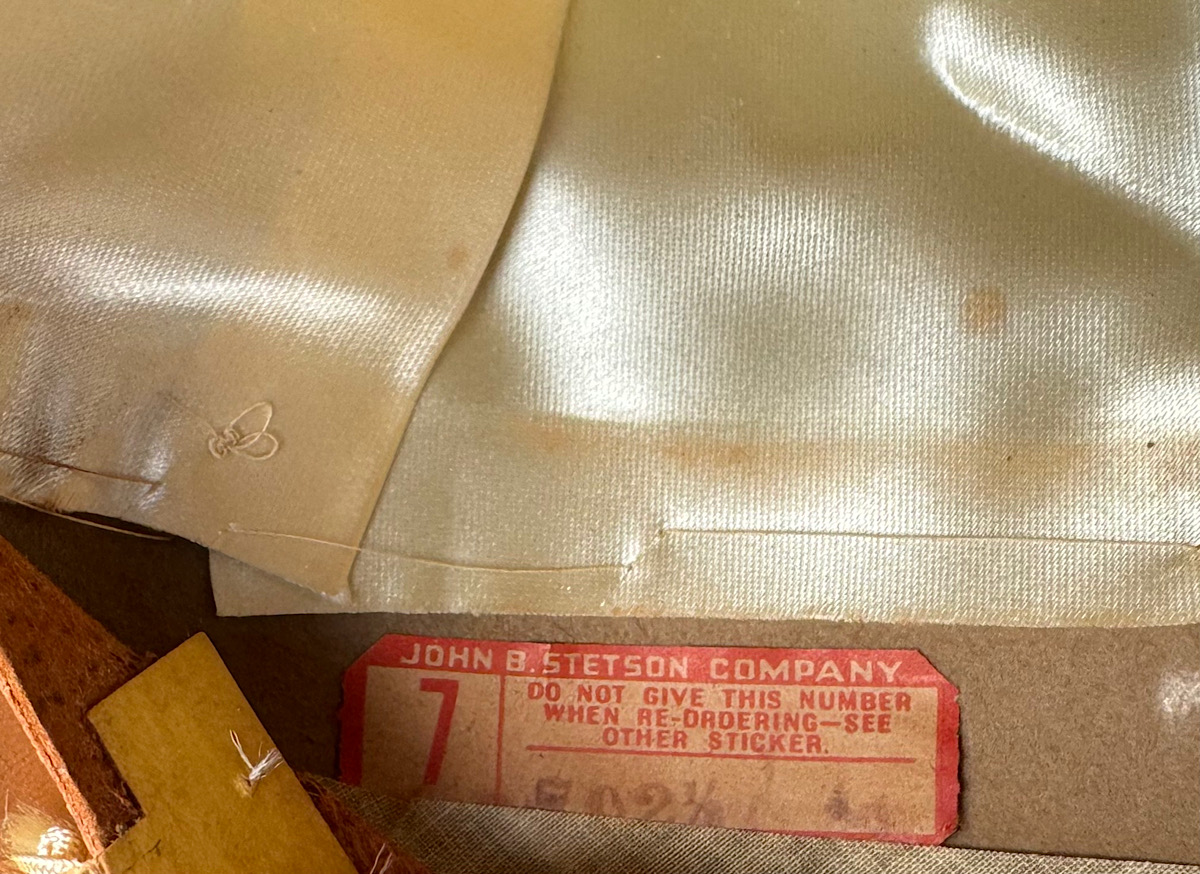 JOHN B. STETSON COMPANY
7
DO NOT GIVE THIS NUMBER
WHEN RE-ORDERING—SEE
OTHER STICKER.